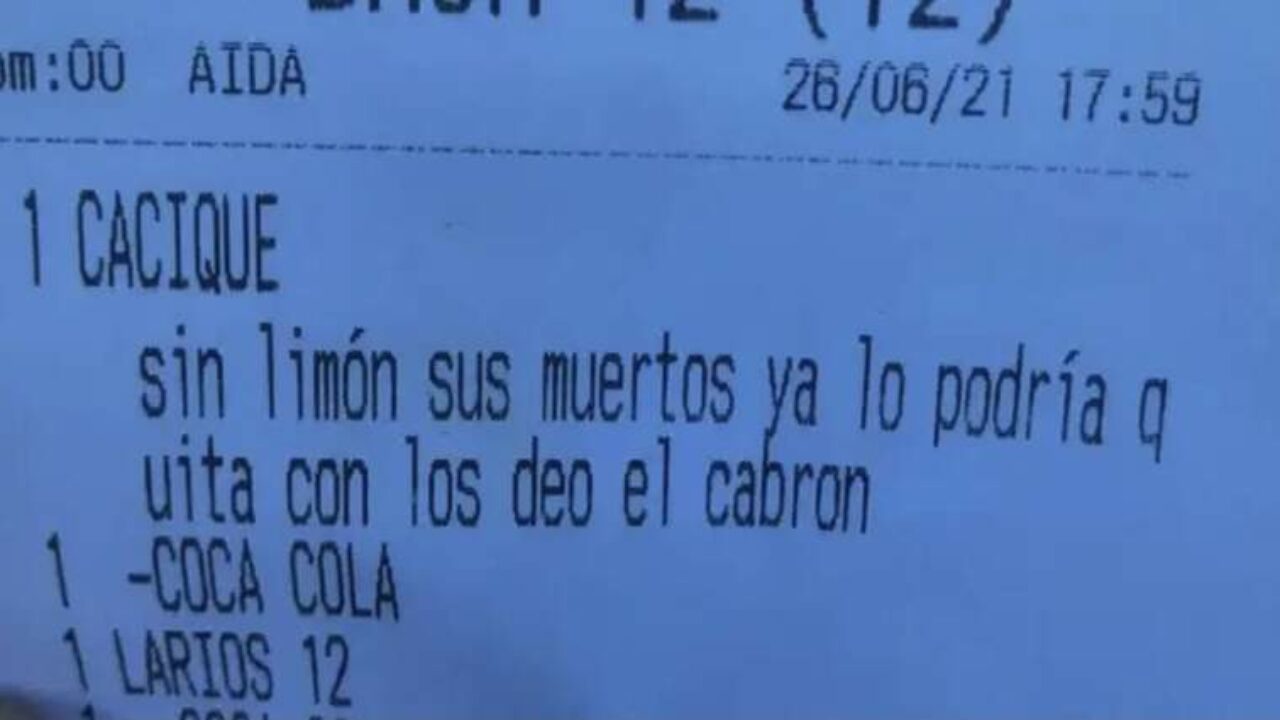 (12)
:00 AIDA 26/06/21 17:59
1 CACIQUE
sin limón sus muertos ya lo podría q
uita con los deo el cabron
1 -COCA COLA
1 LARIOS 12